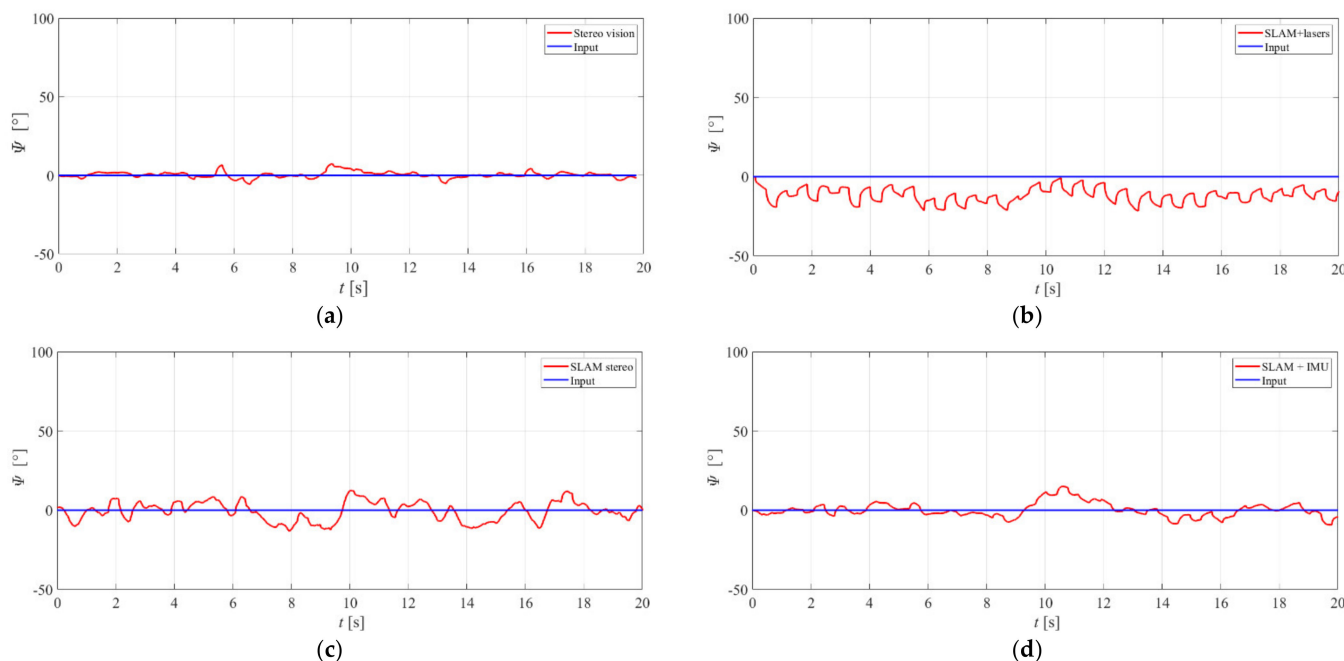 100
50
0
-50
Ψ [°]
0 2 4 6 8 10 12 14 16 18 20
t [s]
Stereo vision
Input
(a)
100
50
0
-50
Ψ [°]
0 2 4 6 8 10 12 14 16 18 20
t [s]
SLAM+lasers
Input
(b)
100
50
0
-50
Ψ [°]
0 2 4 6 8 10 12 14 16 18 20
t [s]
SLAM stereo
Input
(c)
100
50
0
-50
Ψ [°]
0 2 4 6 8 10 12 14 16 18 20
t [s]
SLAM + IMU
Input
(d)